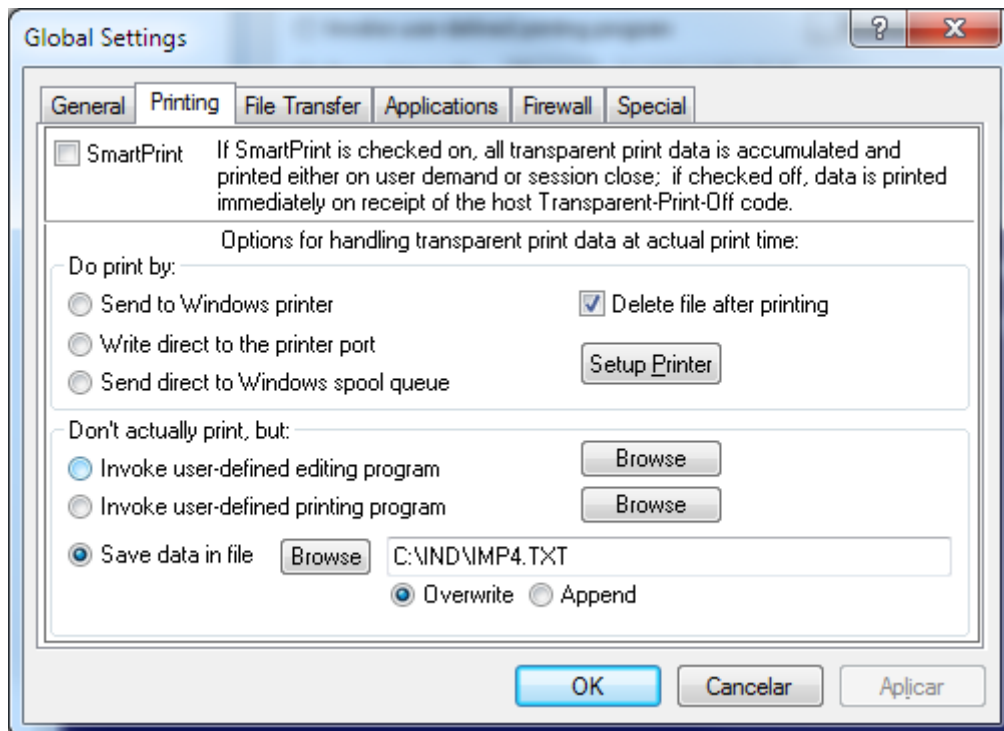 Global Settings
General Printing File Transfer Applications Firewall Special
SmartPrint
If SmartPrint is checked on, all transparent print data is accumulated and
printed either on user demand or session close; if checked off, data is printed
immediately on receipt of the host Transparent-Print-Off code.
Options for handling transparent print data at actual print time:
Do print by:
Send to Windows printer
Delete file after printing
Write direct to the printer port
Setup Printer
Send direct to Windows spool queue
Don't actually print, but:
Invoke user-defined editing program
Browse
Invoke user-defined printing program
Browse
Save data in file Browse C:\IND\IMP4.TXT
Overwrite Append
OK Cancelar Aplicar